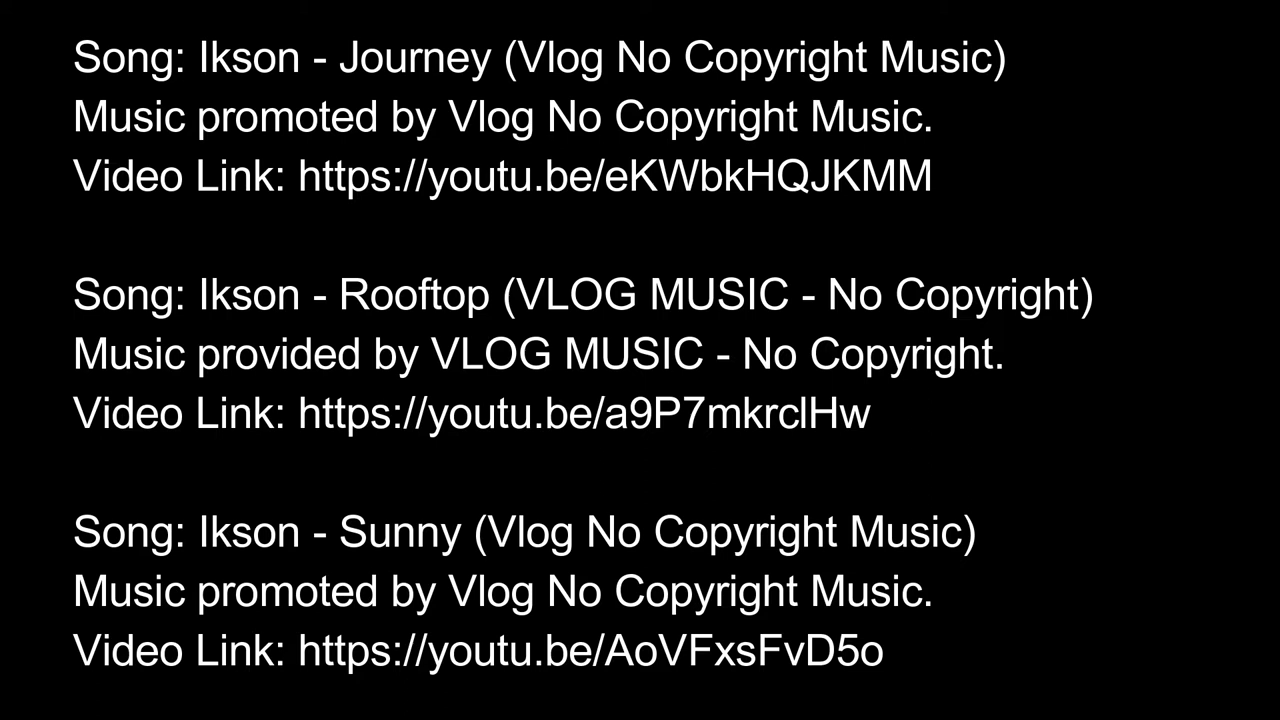 Song: Ikson - Journey (Vlog No Copyright Music)
Music promoted by Vlog No Copyright Music.
Video Link: https://youtu.be/eKWbkHQJKMM
Song: Ikson - Rooftop (VLOG MUSIC - No Copyright)
Music provided by VLOG MUSIC - No Copyright.
Video Link: https://youtu.be/a9P7mkrclHw
Song: Ikson - Sunny (Vlog No Copyright Music)
Music promoted by Vlog No Copyright Music.
Video Link: https://youtu.be/AoVFxsFvD5o